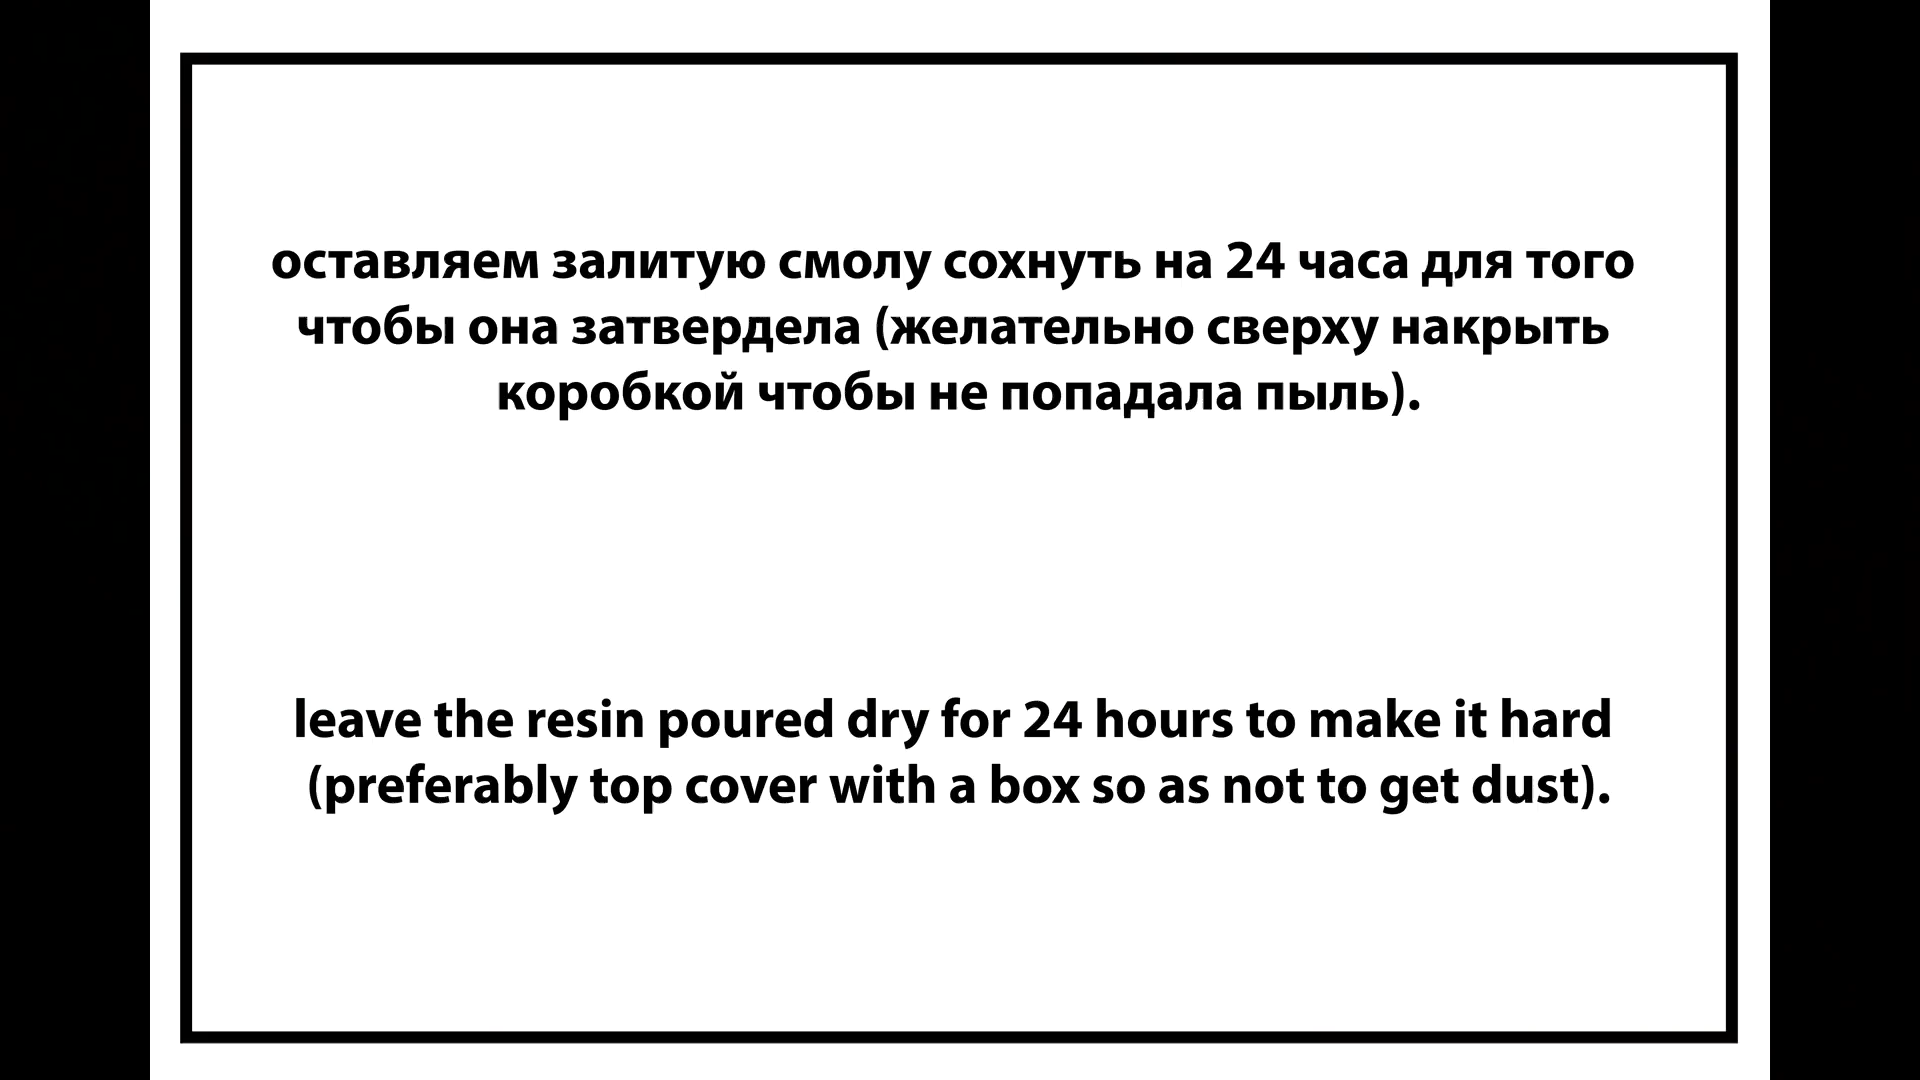 оставляем залитую смолу сохнуть на 24 часа для того
чтобы она затвердела (желательно сверху накрыть
коробкой чтобы не попадала пыль).
leave the resin poured dry for 24 hours to make it hard
(preferably top cover with a box so as not to get dust).